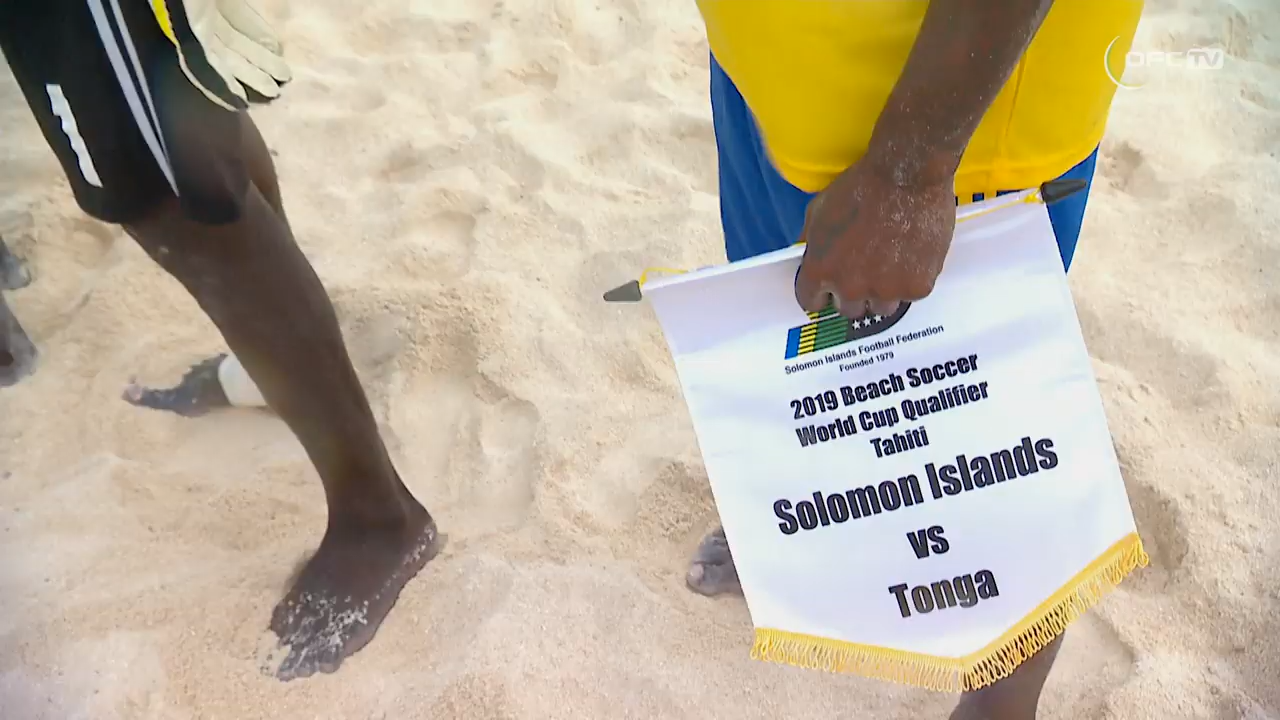 OFC TV
Solomon Islands Football Federation
Founded 1979
2019 Beach Soccer
World Cup Qualifier
Tahiti
Solomon Islands
vs
Tonga